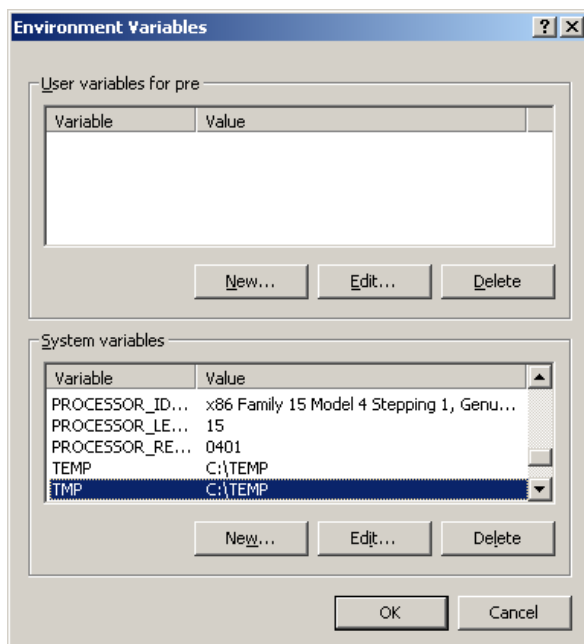 Environment Variables
User variables for pre
Variable Value
New... Edit... Delete
System variables
Variable Value
PROCESSOR_ID... x86 Family 15 Model 4 Stepping 1, Genu...
PROCESSOR_LE... 15
PROCESSOR_RE... 0401
TEMP C:\TEMP
TMP C:\TEMP
New... Edit... Delete
OK Cancel